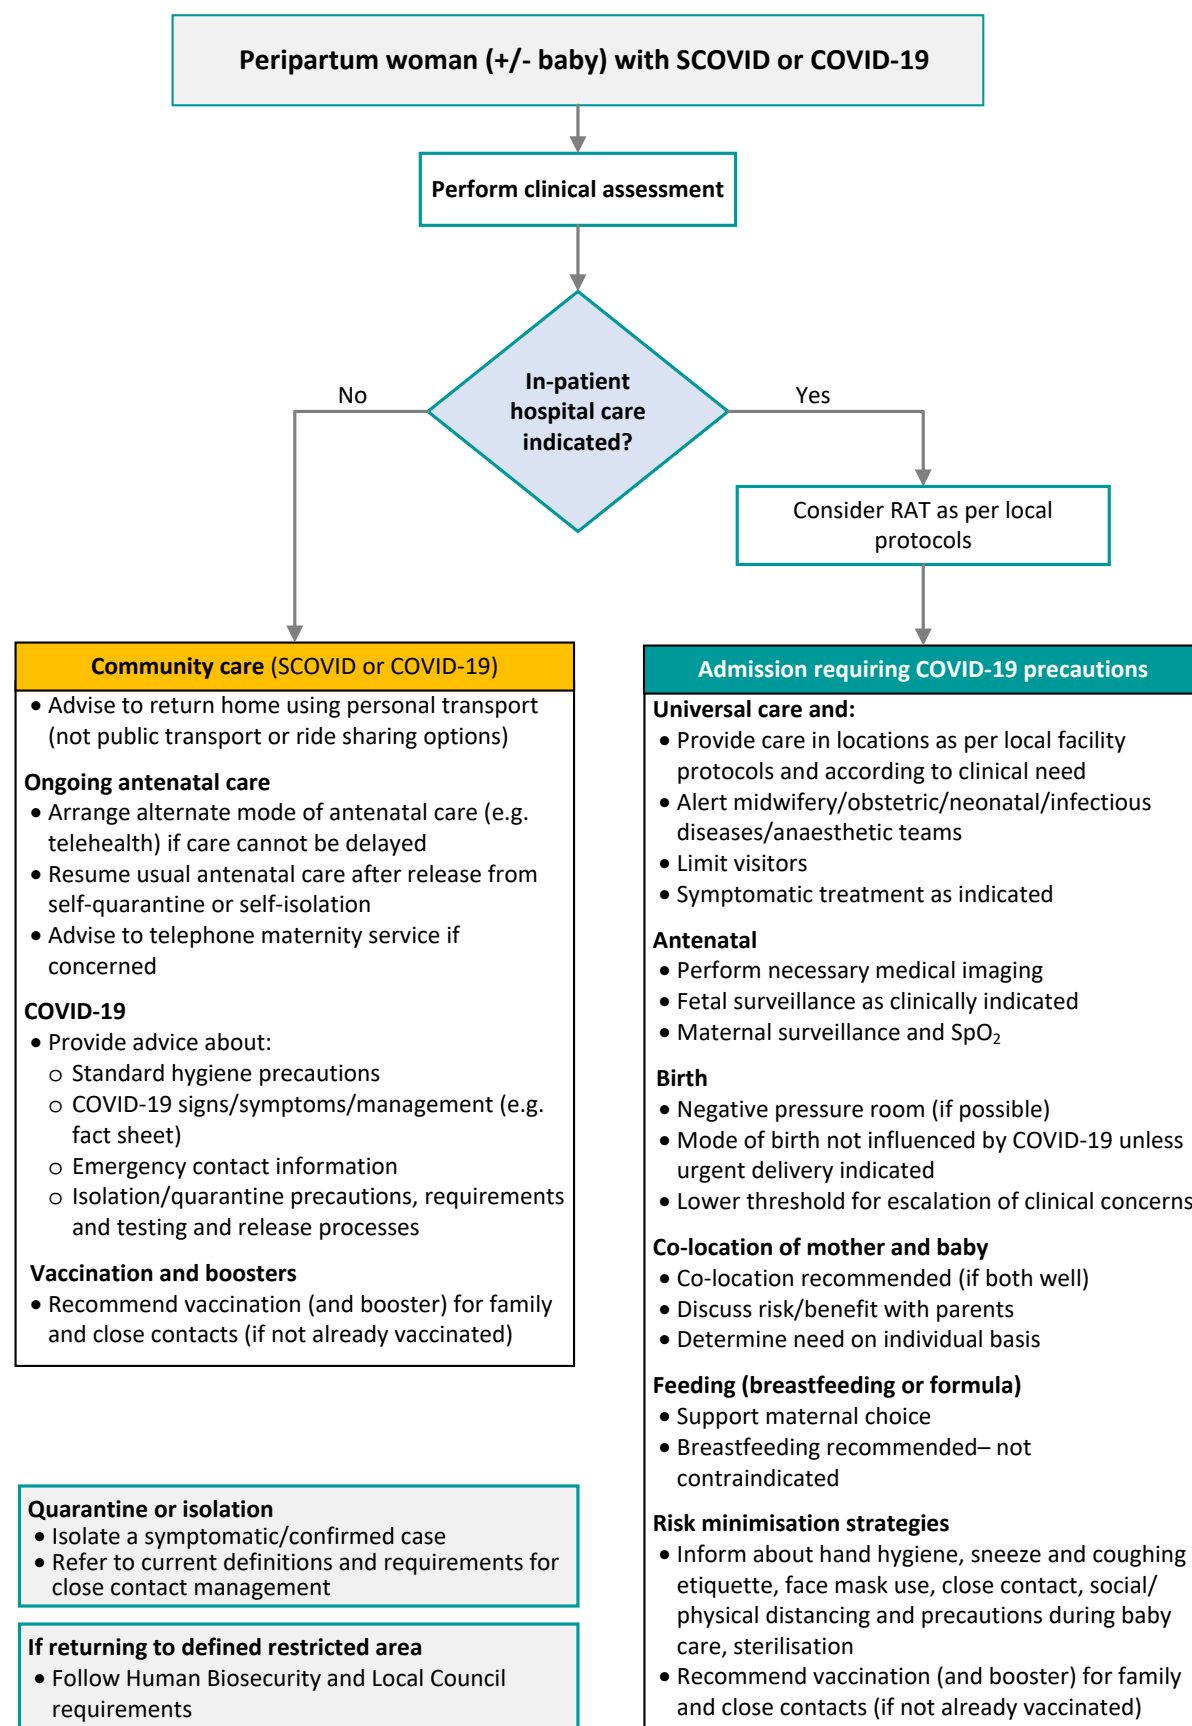 Peripartum woman (+/- baby) with SCOVID or COVID-19
Perform clinical assessment
In-patient
hospital care
indicated?
No
Yes
Consider RAT as per local
protocols
Community care (SCOVID or COVID-19)
• Advise to return home using personal transport
(not public transport or ride sharing options)
Ongoing antenatal care
• Arrange alternate mode of antenatal care (e.g.
telehealth) if care cannot be delayed
• Resume usual antenatal care after release from
self-quarantine or self-isolation
• Advise to telephone maternity service if
concerned
COVID-19
• Provide advice about:
o Standard hygiene precautions
o COVID-19 signs/symptoms/management (e.g.
fact sheet)
o Emergency contact information
o Isolation/quarantine precautions, requirements
and testing and release processes
Vaccination and boosters
• Recommend vaccination (and booster) for family
and close contacts (if not already vaccinated)
Quarantine or isolation
• Isolate a symptomatic/confirmed case
• Refer to current definitions and requirements for
close contact management
If returning to defined restricted area
• Follow Human Biosecurity and Local Council
requirements
Admission requiring COVID-19 precautions
Universal care and:
• Provide care in locations as per local facility
protocols and according to clinical need
• Alert midwifery/obstetric/neonatal/infectious
diseases/anaesthetic teams
• Limit visitors
• Symptomatic treatment as indicated
Antenatal
• Perform necessary medical imaging
• Fetal surveillance as clinically indicated
• Maternal surveillance and SpO₂
Birth
• Negative pressure room (if possible)
• Mode of birth not influenced by COVID-19 unless
urgent delivery indicated
• Lower threshold for escalation of clinical concerns
Co-location of mother and baby
• Co-location recommended (if both well)
• Discuss risk/benefit with parents
• Determine need on individual basis
Feeding (breastfeeding or formula)
• Support maternal choice
• Breastfeeding recommended– not
contraindicated
Risk minimisation strategies
• Inform about hand hygiene, sneeze and coughing
etiquette, face mask use, close contact, social/
physical distancing and precautions during baby
care, sterilisation
• Recommend vaccination (and booster) for family
and close contacts (if not already vaccinated)